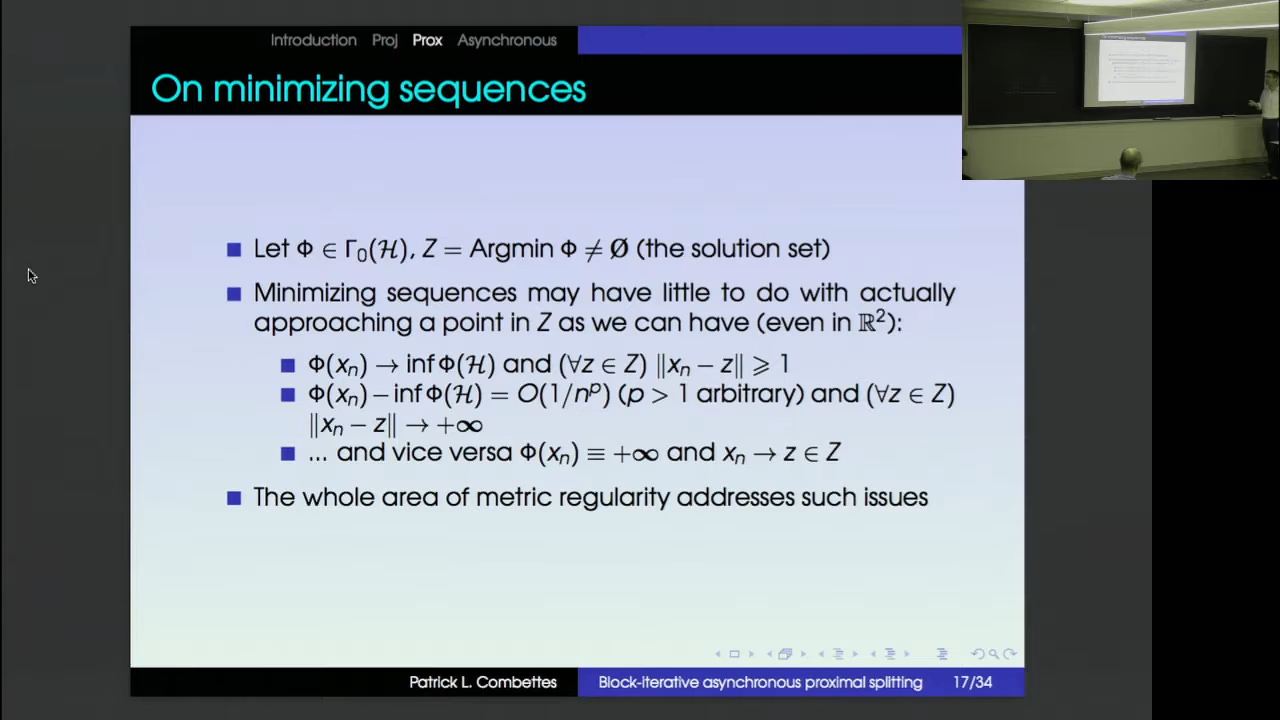 Introduction Proj Prox Asynchronous
On minimizing sequences
Let Φ ∈ Γ₀(ℋ), Z = Argmin Φ ≠ Ø (the solution set)
Minimizing sequences may have little to do with actually
approaching a point in Z as we can have (even in ℝ²):
Φ(xₙ) → inf Φ(ℋ) and (∀z ∈ Z) ‖xₙ − z‖ ⩾ 1
Φ(xₙ) − inf Φ(ℋ) = O(1/nᵖ) (p > 1 arbitrary) and (∀z ∈ Z)
‖xₙ − z‖ → +∞
... and vice versa Φ(xₙ) ≡ +∞ and xₙ → z ∈ Z
The whole area of metric regularity addresses such issues
Patrick L. Combettes Block-iterative asynchronous proximal splitting 17/34